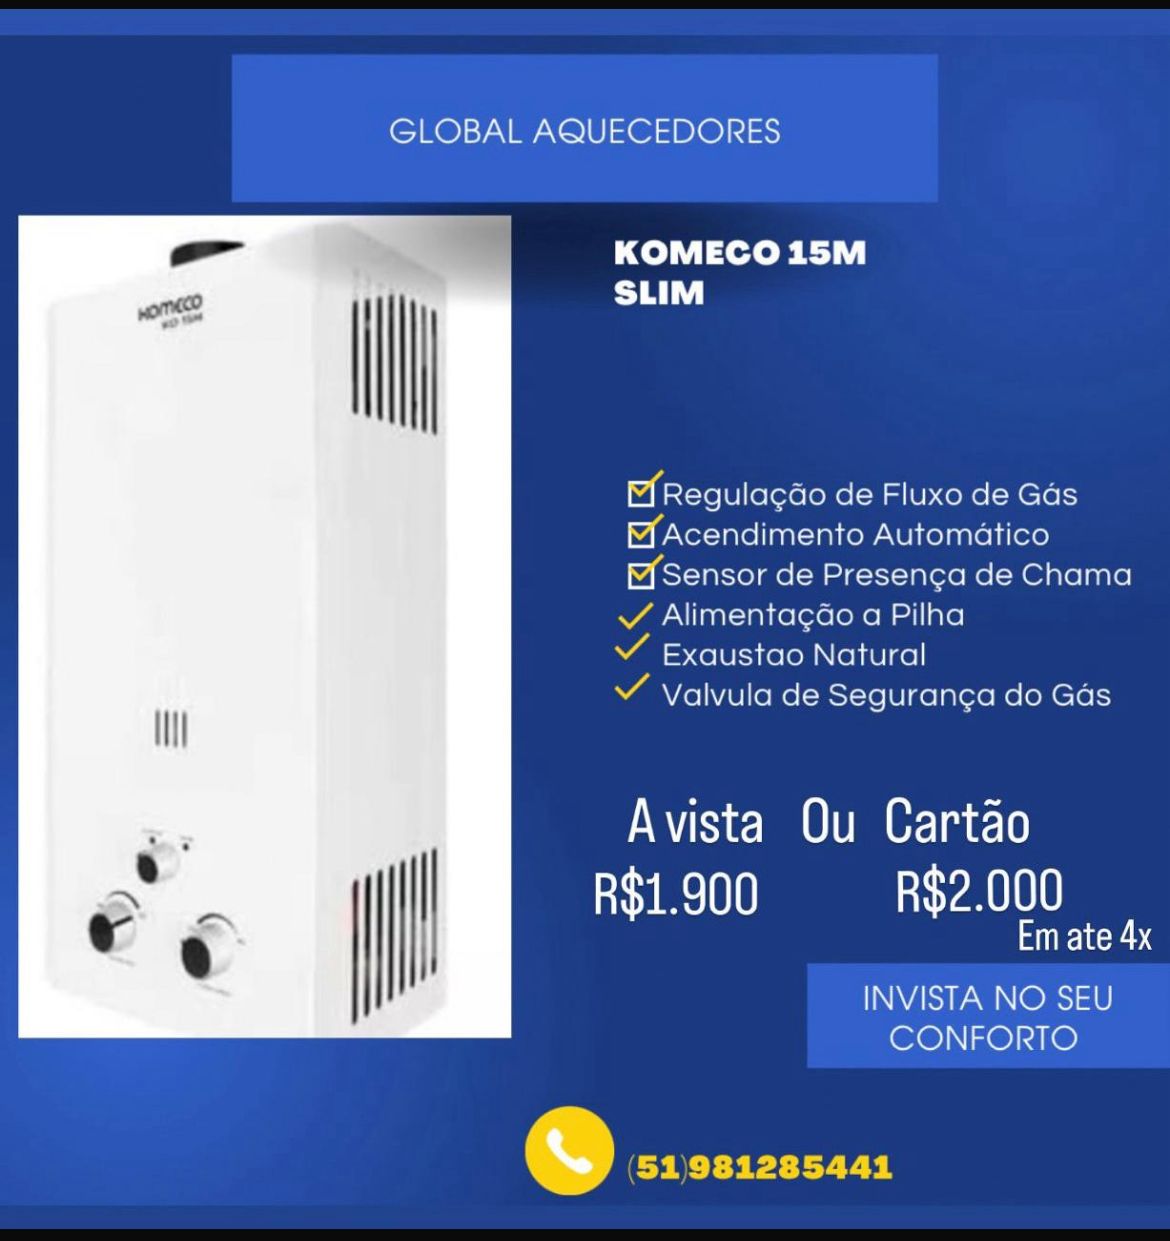 GLOBAL AQUECEDORES
KOMECO
KO 15M
KOMECO 15M
SLIM
Regulação de Fluxo de Gás
Acendimento Automático
Sensor de Presença de Chama
Alimentação a Pilha
Exaustao Natural
Valvula de Segurança do Gás
A vista Ou Cartão
R$1.900 R$2.000
Em ate 4x
INVISTA NO SEU
CONFORTO
(51)981285441